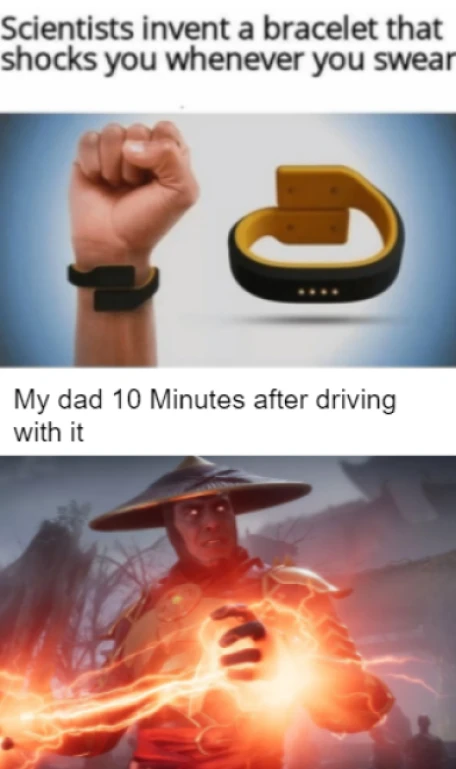 Scientists invent a bracelet that
shocks you whenever you swear
My dad 10 Minutes after driving
with it